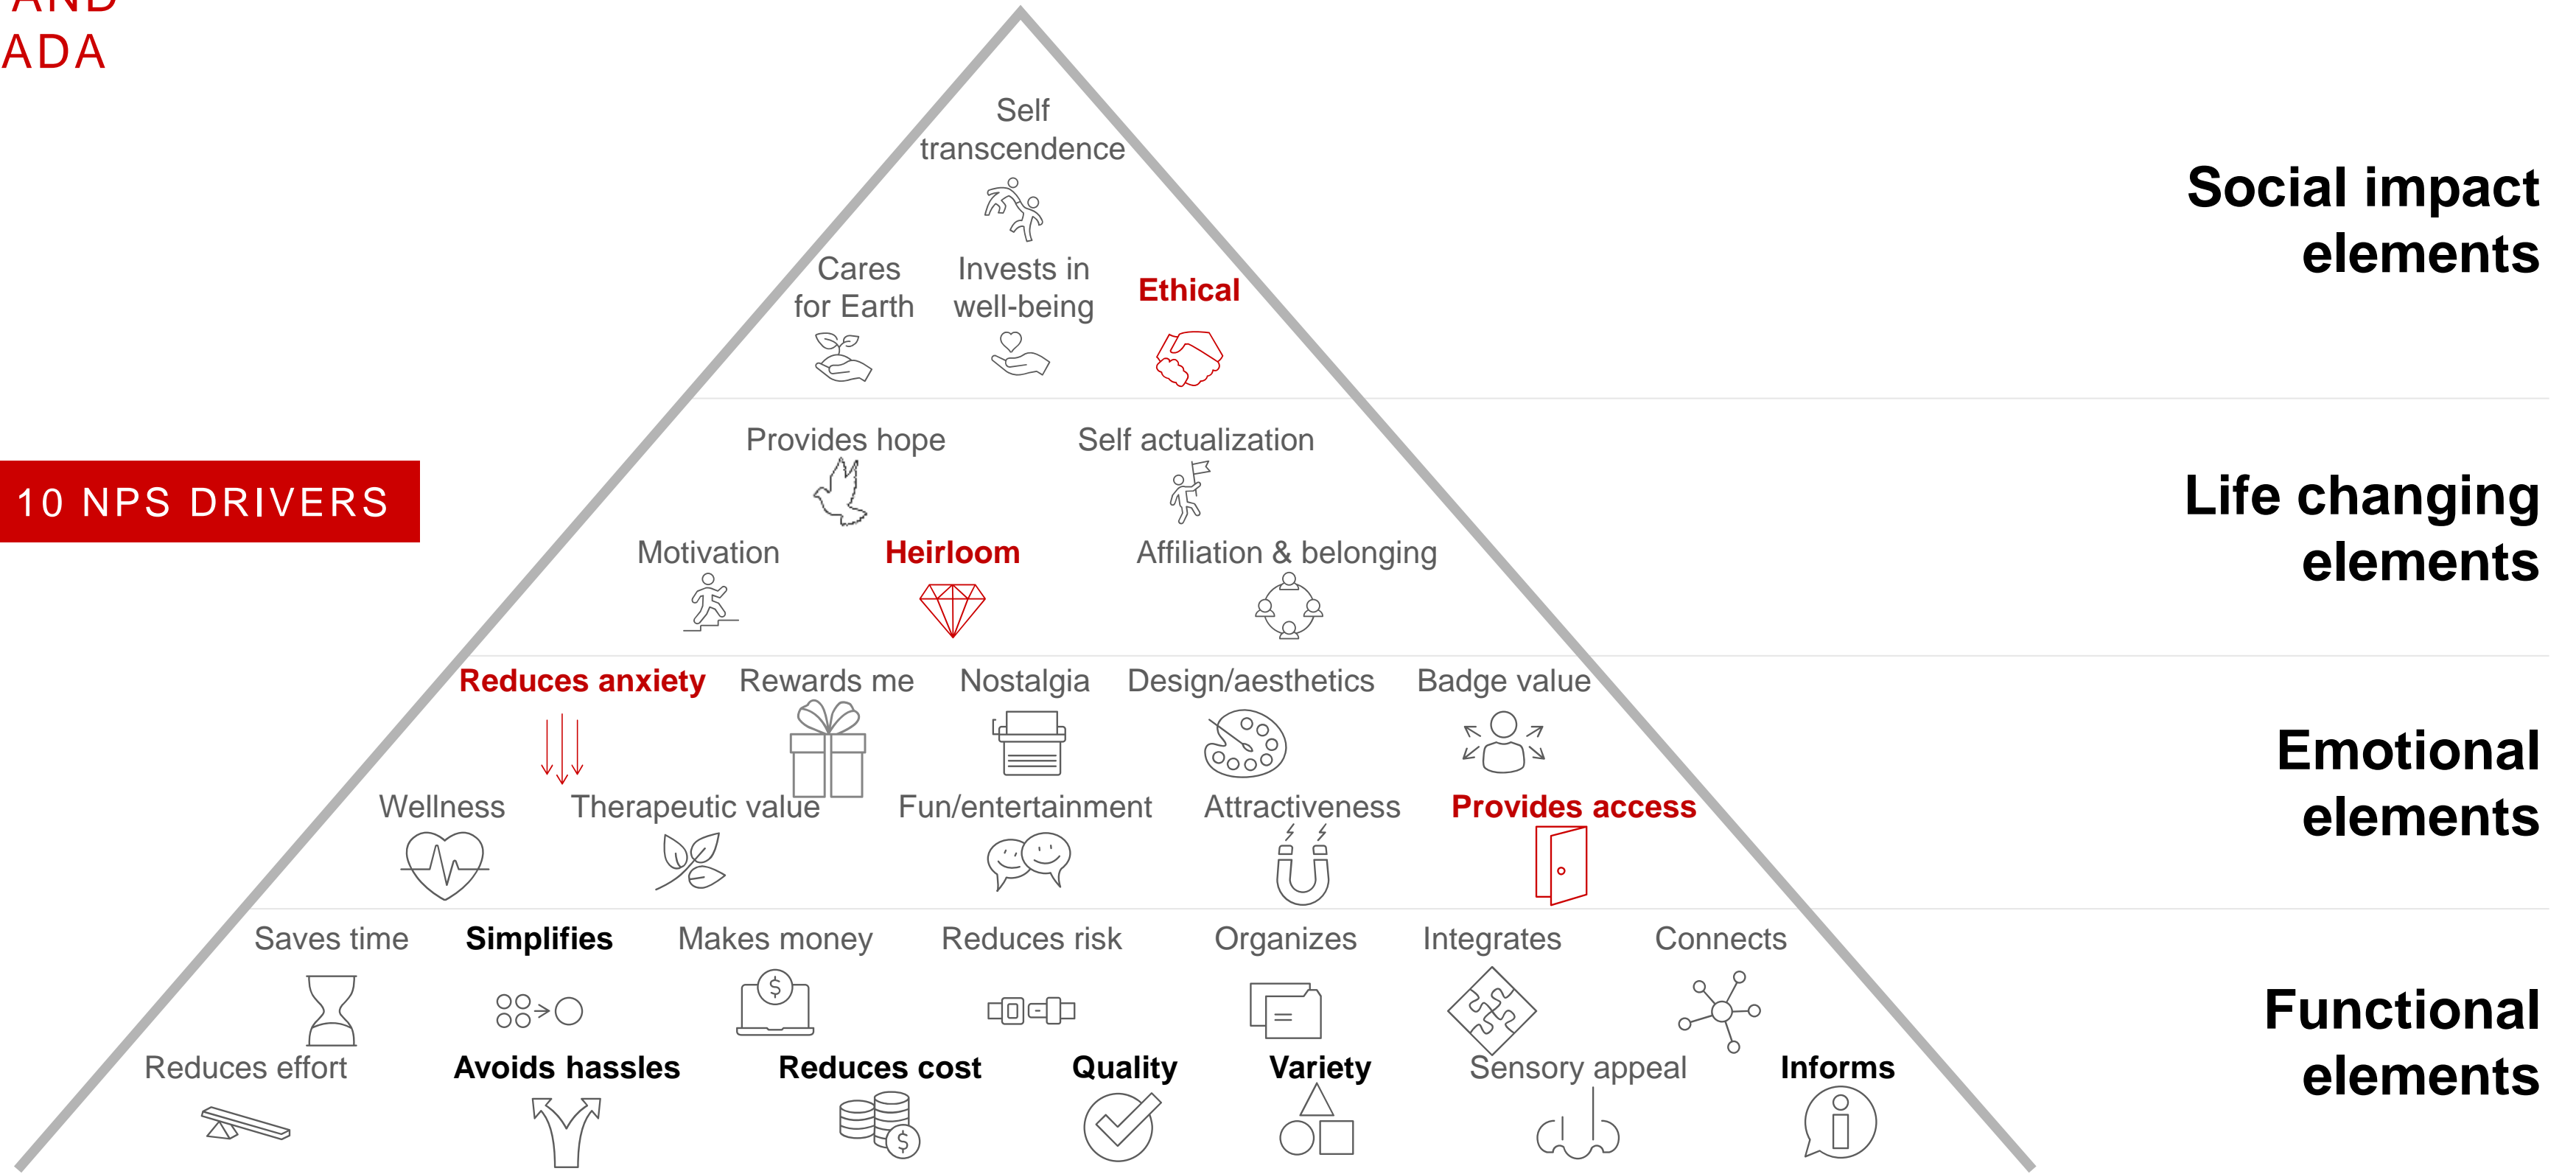 AND
ADA
Self
transcendence
Cares
for Earth
Invests in
well-being
Ethical
Social impact
elements
10 NPS DRIVERS
Provides hope
Self actualization
Motivation
Heirloom
Affiliation & belonging
Life changing
elements
Reduces anxiety
Rewards me
Nostalgia
Design/aesthetics
Badge value
Wellness
Therapeutic value
Fun/entertainment
Attractiveness
Provides access
Emotional
elements
Saves time
Simplifies
Makes money
$
Reduces risk
Organizes
Integrates
Connects
Reduces effort
Avoids hassles
Reduces cost
$
Quality
Variety
Sensory appeal
Informs
i
Functional
elements